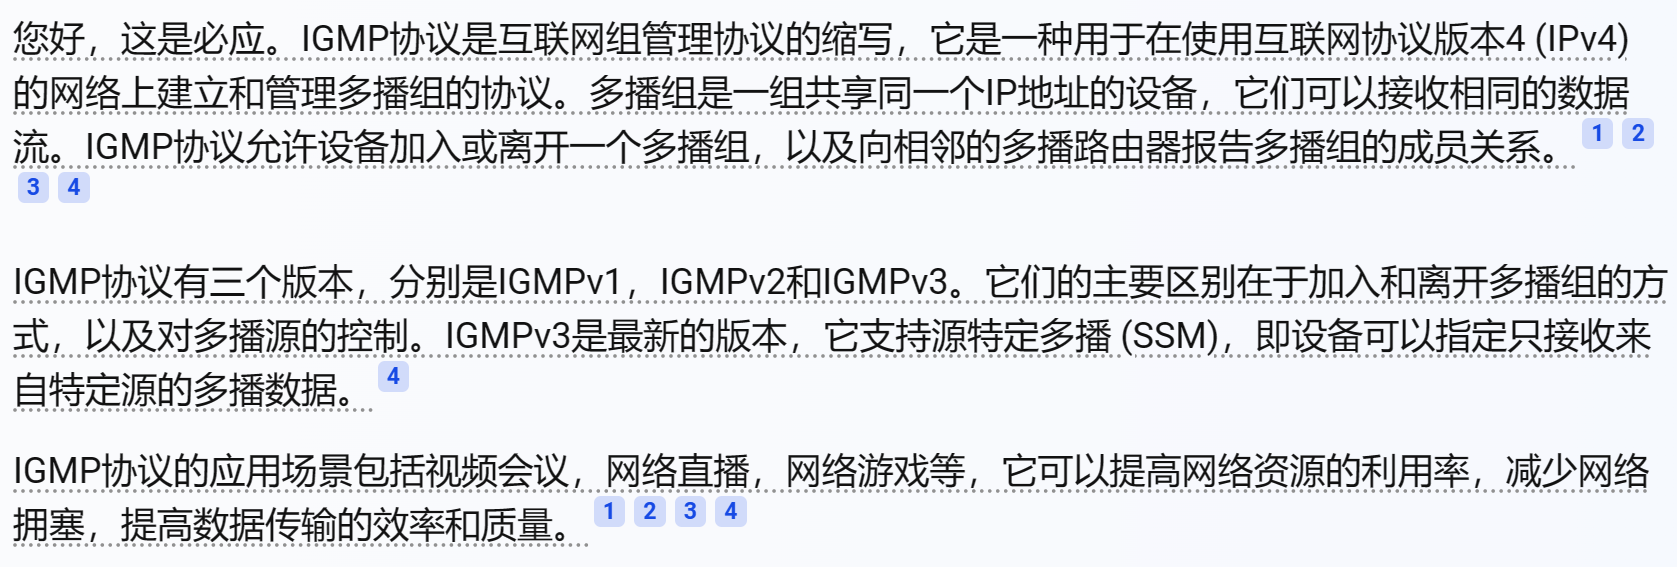 您好，这是必应。IGMP协议是互联网组管理协议的缩写，它是一种用于在使用互联网协议版本4 (IPv4)
的网络上建立和管理多播组的协议。多播组是一组共享同一个IP地址的设备，它们可以接收相同的数据
流。IGMP协议允许设备加入或离开一个多播组，以及向相邻的多播路由器报告多播组的成员关系。 1 2
3 4
IGMP协议有三个版本，分别是IGMPv1，IGMPv2和IGMPv3。它们的主要区别在于加入和离开多播组的方
式，以及对多播源的控制。IGMPv3是最新的版本，它支持源特定多播 (SSM)，即设备可以指定只接收来
自特定源的多播数据。 4
IGMP协议的应用场景包括视频会议，网络直播，网络游戏等，它可以提高网络资源的利用率，减少网络
拥塞，提高数据传输的效率和质量。 1 2 3 4